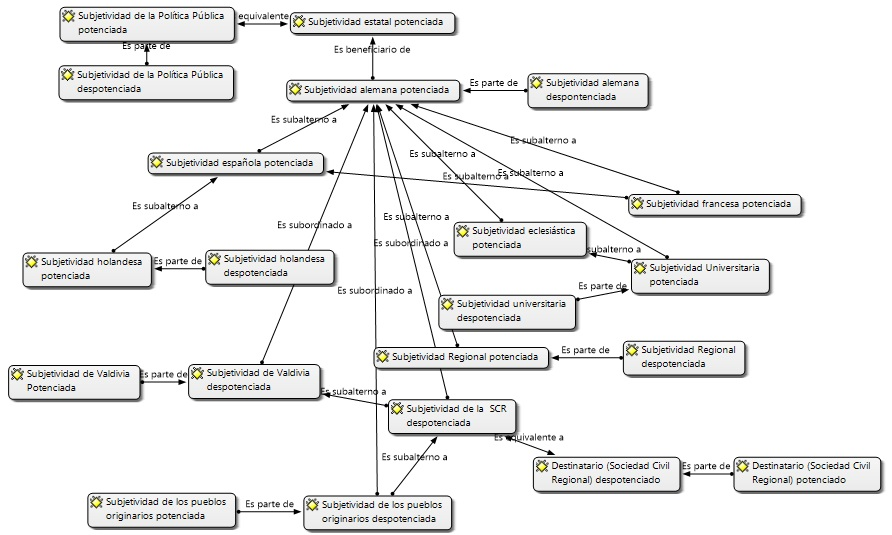 Subjetividad de la Política Pública
potenciada
equivalente
Subjetividad estatal potenciada
Es parte de
Es beneficiario de
Subjetividad de la Política Pública
despotenciada
Subjetividad alemana potenciada
Es parte de
Subjetividad alemana
despontenciada
Es subalterno a
Es subalterno a
Es subalterno a
Subjetividad española potenciada
Es subalterno a
Es subalterno a
Es subalterno a
Subjetividad francesa potenciada
Es subordinado a
Es subalterno a
Subjetividad eclesiástica
potenciada
Es subordinado a
subalterno a
Subjetividad holandesa
potenciada
Es parte de
Subjetividad holandesa
despotenciada
Subjetividad Universitaria
potenciada
Es subordinado a
Es parte de
Subjetividad universitaria
despotenciada
Subjetividad Regional potenciada
Es parte de
Subjetividad Regional
despotenciada
Subjetividad de Valdivia
Potenciada
Es parte de
Subjetividad de Valdivia
despotenciada
Es subalterno a
Subjetividad de la SCR
despotenciada
Es equivalente a
Es subalterno a
Destinatario (Sociedad Civil
Regional) despotenciado
Es parte de
Destinatario (Sociedad Civil
Regional) potenciado
Subjetividad de los pueblos
originarios potenciada
Es parte de
Subjetividad de los pueblos
originarios despotenciada